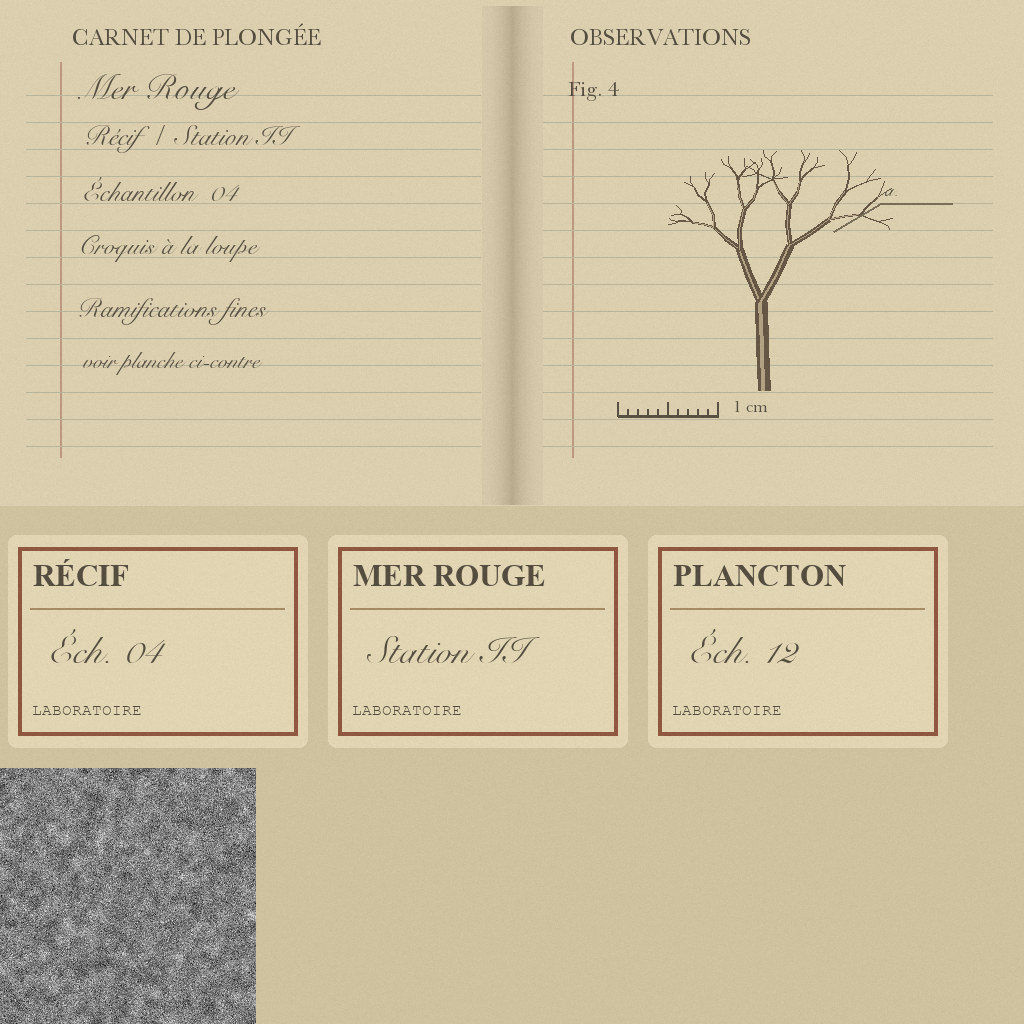 CARNET DE PLONGÉE
Mer Rouge
Récif / Station II
Échantillon 04
Croquis à la loupe
Ramifications fines
voir planche ci-contre
OBSERVATIONS
Fig. 4
a.
1 cm
RÉCIF
Éch. 04
LABORATOIRE
MER ROUGE
Station II
LABORATOIRE
PLANCTON
Éch. 12
LABORATOIRE